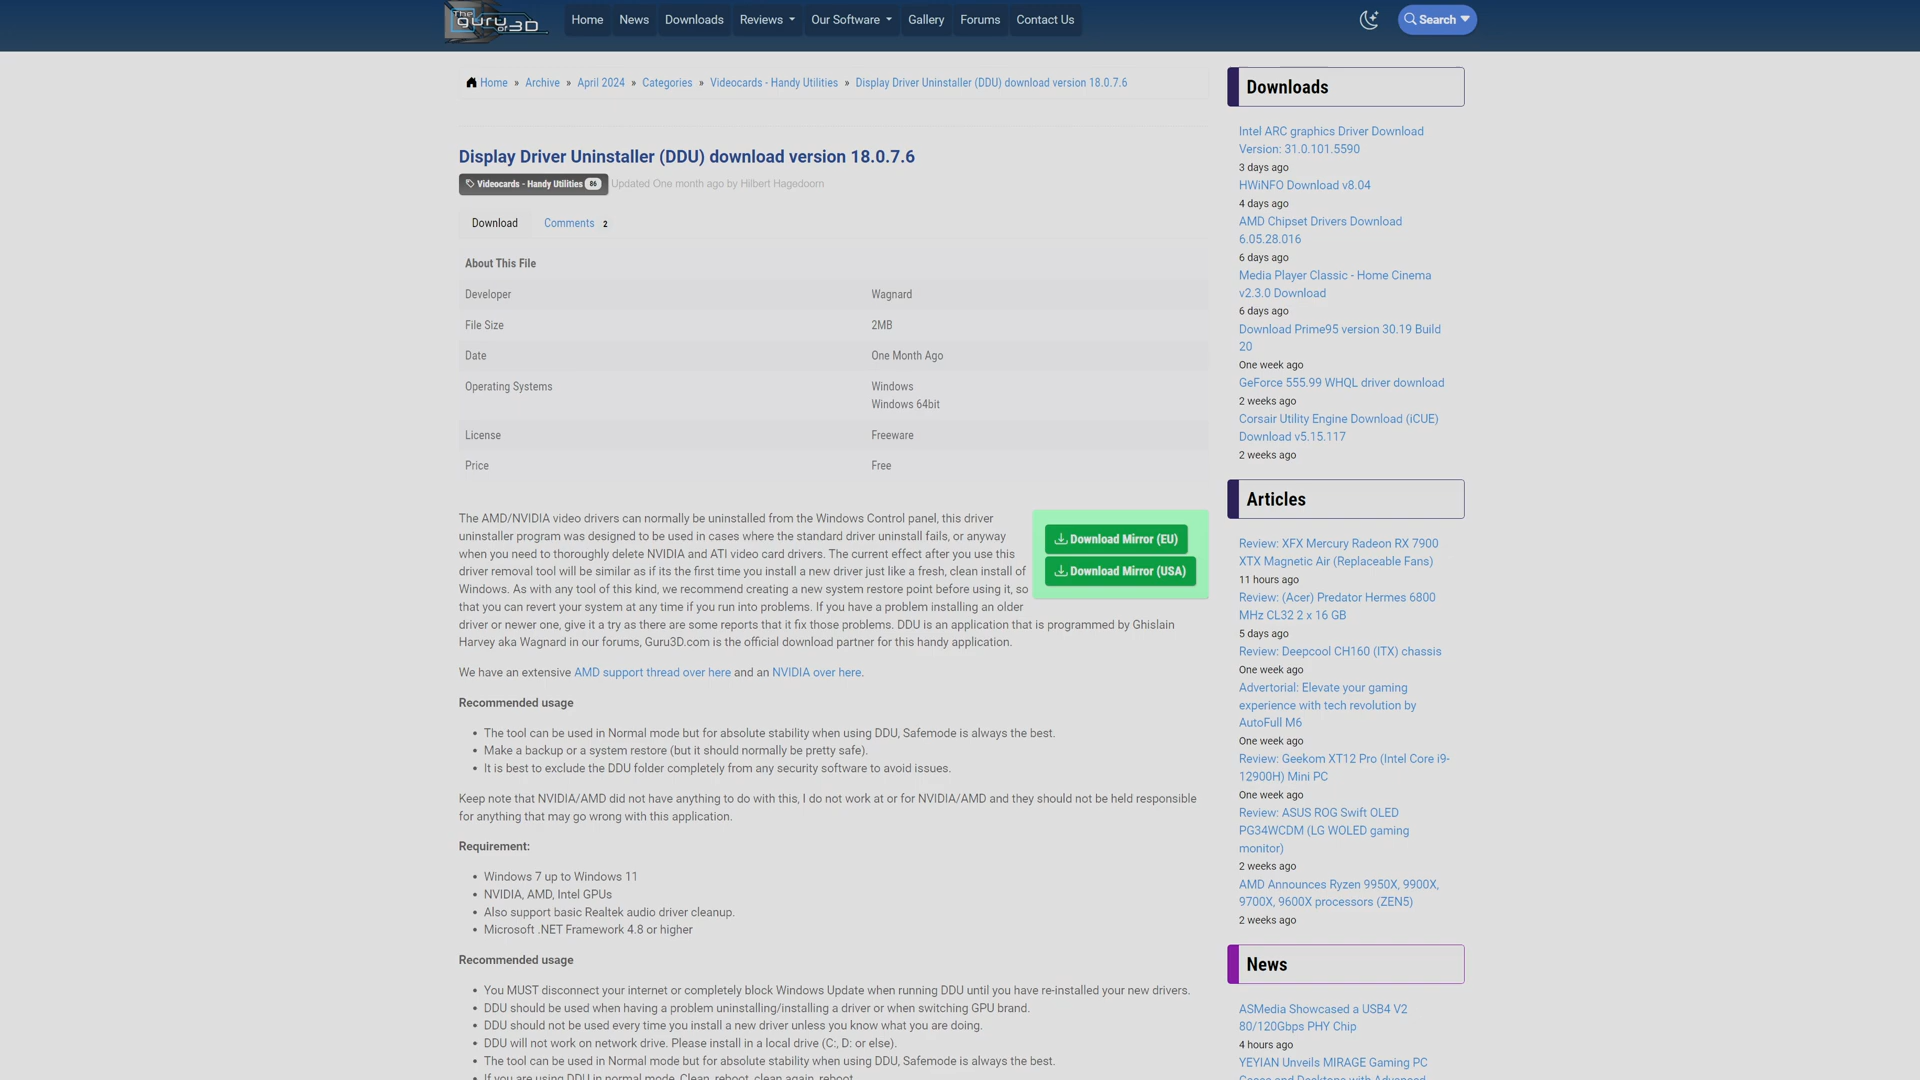 The guru of 3D
Home News Downloads Reviews Our Software Gallery Forums Contact Us Search
Home » Archive » April 2024 » Categories » Videocards - Handy Utilities » Display Driver Uninstaller (DDU) download version 18.0.7.6
Display Driver Uninstaller (DDU) download version 18.0.7.6
Videocards - Handy Utilities 86 Updated One month ago by Hilbert Hagedoorn
Download Comments 2
About This File
Developer Wagnard
File Size 2MB
Date One Month Ago
Operating Systems Windows
Windows 64bit
License Freeware
Price Free
The AMD/NVIDIA video drivers can normally be uninstalled from the Windows Control panel, this driver
uninstaller program was designed to be used in cases where the standard driver uninstall fails, or anyway
when you need to thoroughly delete NVIDIA and ATI video card drivers. The current effect after you use this
driver removal tool will be similar as if its the first time you install a new driver just like a fresh, clean install of
Windows. As with any tool of this kind, we recommend creating a new system restore point before using it, so
that you can revert your system at any time if you run into problems. If you have a problem installing an older
driver or newer one, give it a try as there are some reports that it fix those problems. DDU is an application that is programmed by Ghislain
Harvey aka Wagnard in our forums, Guru3D.com is the official download partner for this handy application.
Download Mirror (EU)
Download Mirror (USA)
We have an extensive AMD support thread over here and an NVIDIA over here.
Recommended usage
• The tool can be used in Normal mode but for absolute stability when using DDU, Safemode is always the best.
• Make a backup or a system restore (but it should normally be pretty safe).
• It is best to exclude the DDU folder completely from any security software to avoid issues.
Keep note that NVIDIA/AMD did not have anything to do with this, I do not work at or for NVIDIA/AMD and they should not be held responsible
for anything that may go wrong with this application.
Requirement:
• Windows 7 up to Windows 11
• NVIDIA, AMD, Intel GPUs
• Also support basic Realtek audio driver cleanup.
• Microsoft .NET Framework 4.8 or higher
Recommended usage
• You MUST disconnect your internet or completely block Windows Update when running DDU until you have re-installed your new drivers.
• DDU should be used when having a problem uninstalling/installing a driver or when switching GPU brand.
• DDU should not be used every time you install a new driver unless you know what you are doing.
• DDU will not work on network drive. Please install in a local drive (C:, D: or else).
• The tool can be used in Normal mode but for absolute stability when using DDU, Safemode is always the best.
• If you are using DDU in normal mode, Clean, reboot, clean again, reboot.
Downloads
Intel ARC graphics Driver Download
Version: 31.0.101.5590
3 days ago
HWiNFO Download v8.04
4 days ago
AMD Chipset Drivers Download
6.05.28.016
6 days ago
Media Player Classic - Home Cinema
v2.3.0 Download
6 days ago
Download Prime95 version 30.19 Build
20
One week ago
GeForce 555.99 WHQL driver download
2 weeks ago
Corsair Utility Engine Download (iCUE)
Download v5.15.117
2 weeks ago
Articles
Review: XFX Mercury Radeon RX 7900
XTX Magnetic Air (Replaceable Fans)
11 hours ago
Review: (Acer) Predator Hermes 6800
MHz CL32 2 x 16 GB
5 days ago
Review: Deepcool CH160 (ITX) chassis
One week ago
Advertorial: Elevate your gaming
experience with tech revolution by
AutoFull M6
One week ago
Review: Geekom XT12 Pro (Intel Core i9-
12900H) Mini PC
One week ago
Review: ASUS ROG Swift OLED
PG34WCDM (LG WOLED gaming
monitor)
2 weeks ago
AMD Announces Ryzen 9950X, 9900X,
9700X, 9600X processors (ZEN5)
2 weeks ago
News
ASMedia Showcased a USB4 V2
80/120Gbps PHY Chip
4 hours ago
YEYIAN Unveils MIRAGE Gaming PC
Cases and Desktops with Advanced